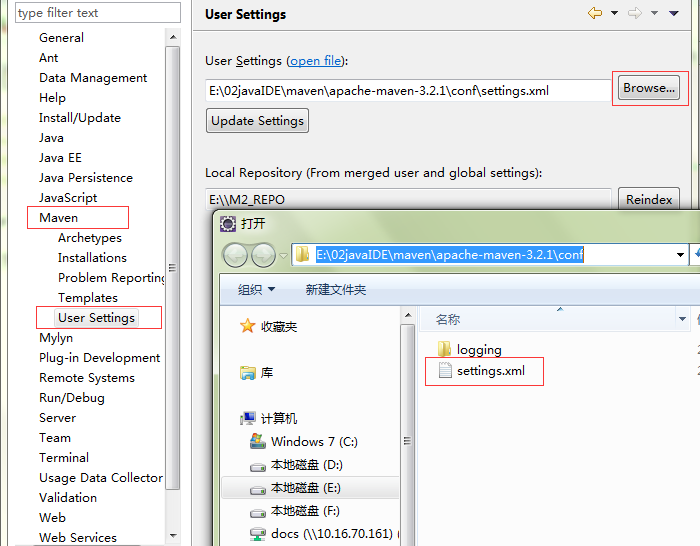 type filter text
General
Ant
Data Management
Help
Install/Update
Java
Java EE
Java Persistence
JavaScript
Maven
Archetypes
Installations
Problem Reporting
Templates
User Settings
Mylyn
Plug-in Development
Remote Systems
Run/Debug
Server
Team
Terminal
Usage Data Collector
Validation
Web
Web Services
User Settings
User Settings (open file):
E:\02javaIDE\maven\apache-maven-3.2.1\conf\settings.xml
Browse...
Update Settings
Local Repository (From merged user and global settings):
E:\\M2_REPO
Reindex
打开
E:\02javaIDE\maven\apache-maven-3.2.1\conf
组织
新建文件夹
收藏夹
库
计算机
Windows 7 (C:)
本地磁盘 (D:)
本地磁盘 (E:)
本地磁盘 (F:)
docs (\\10.16.70.161) (
名称
logging
settings.xml